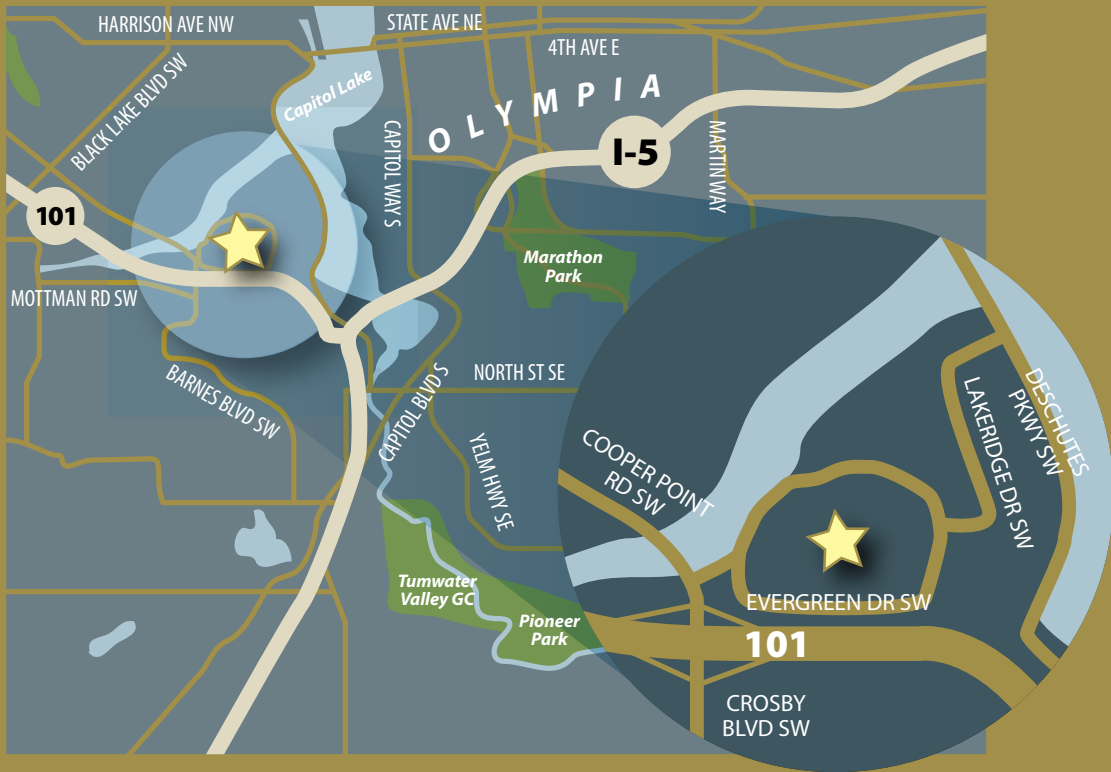 HARRISON AVE NW
STATE AVE NE
4TH AVE E
BLACK LAKE BLVD SW
Capitol Lake
OLYMPIA
CAPITOL WAY S
I-5
MARTIN WAY
101
Marathon
Park
MOTTMAN RD SW
BARNES BLVD SW
NORTH ST SE
CAPITOL BLVD S
YELM HWY SE
Tumwater
Valley GC
Pioneer
Park
COOPER POINT
RD SW
LAKERIDGE DR SW
DESCHUTES
PKWY SW
EVERGREEN DR SW
101
CROSBY
BLVD SW